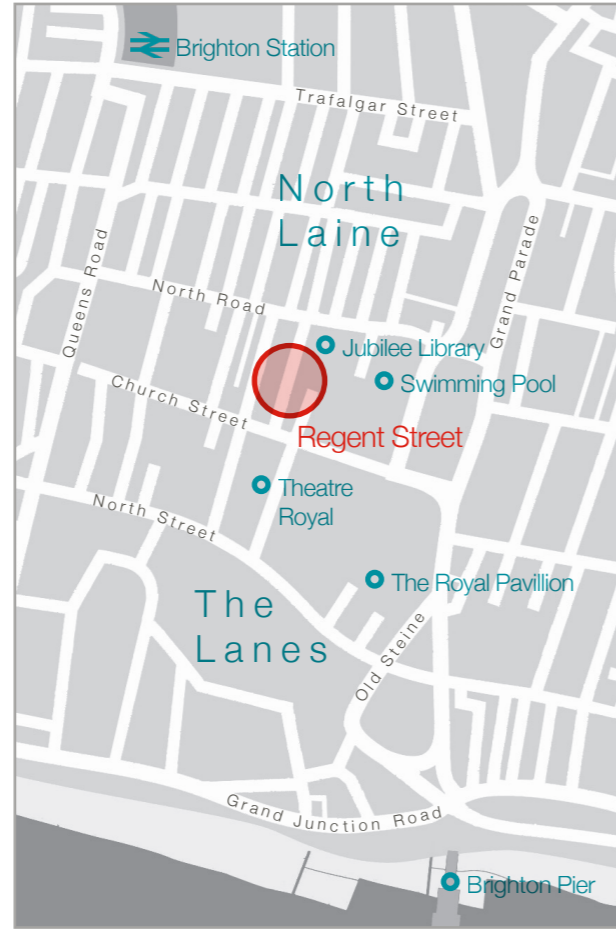 Brighton Station
Trafalgar Street
North
Laine
Queens Road
Grand Parade
North Road
Jubilee Library
Swimming Pool
Church Street
Regent Street
Theatre
Royal
North Street
The Royal Pavillion
The
Lanes
Old Steine
Grand Junction Road
Brighton Pier